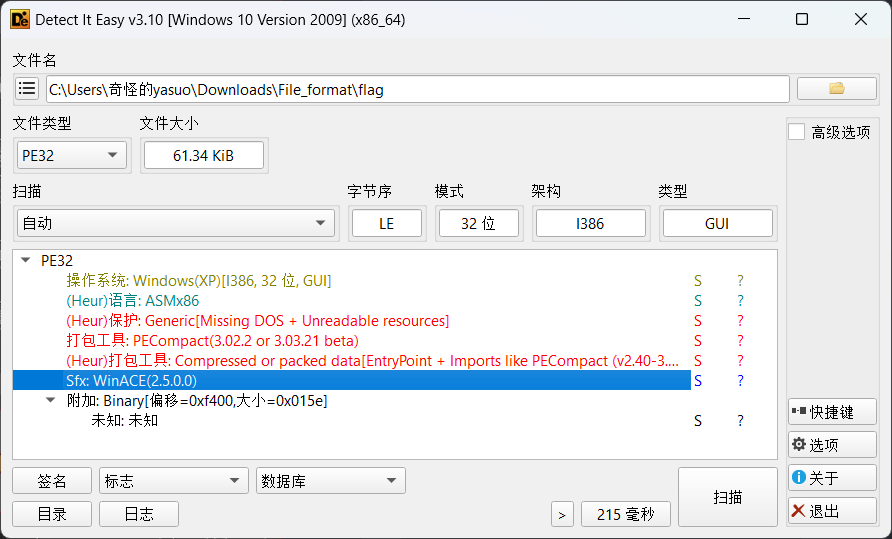 Detect It Easy v3.10 [Windows 10 Version 2009] (x86_64)
文件名
C:\Users\奇怪的yasuo\Downloads\File_format\flag
文件类型 文件大小
高级选项
PE32 61.34 KiB
扫描 字节序 模式 架构 类型
自动 LE 32 位 I386 GUI
PE32
操作系统: Windows(XP)[I386, 32 位, GUI] S ?
(Heur)语言: ASMx86 S ?
(Heur)保护: Generic[Missing DOS + Unreadable resources] S ?
打包工具: PECompact(3.02.2 or 3.03.21 beta) S ?
(Heur)打包工具: Compressed or packed data[EntryPoint + Imports like PECompact (v2.40-3.... S ?
Sfx: WinACE(2.5.0.0) S ?
附加: Binary[偏移=0xf400,大小=0x015e]
未知: 未知 S ?
快捷键
选项
关于
退出
签名 标志 数据库 扫描
目录 日志 > 215 毫秒